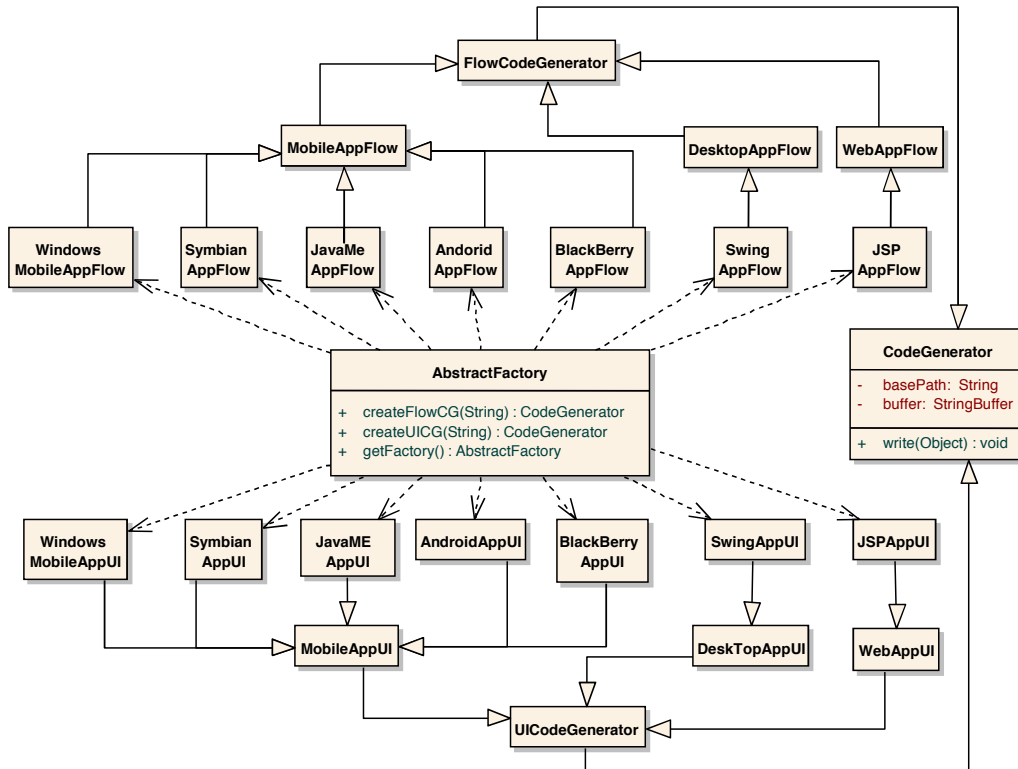 FlowCodeGenerator
MobileAppFlow
DesktopAppFlow
WebAppFlow
Windows
MobileAppFlow
Symbian
AppFlow
JavaMe
AppFlow
Andorid
AppFlow
BlackBerry
AppFlow
Swing
AppFlow
JSP
AppFlow
AbstractFactory
+ createFlowCG(String) : CodeGenerator
+ createUICG(String) : CodeGenerator
+ getFactory() : AbstractFactory
CodeGenerator
- basePath: String
- buffer: StringBuffer
+ write(Object) : void
Windows
MobileAppUI
Symbian
AppUI
JavaME
AppUI
AndroidAppUI
BlackBerry
AppUI
SwingAppUI
JSPAppUI
MobileAppUI
DeskTopAppUI
WebAppUI
UICodeGenerator